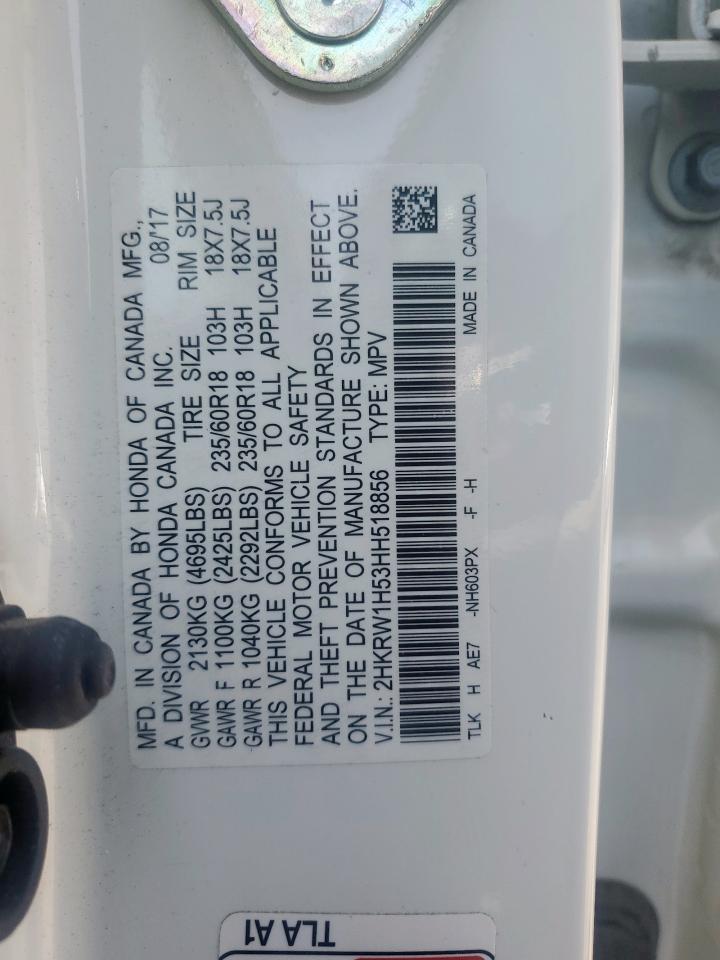 MFD. IN CANADA BY HONDA OF CANADA MFG.,
A DIVISION OF HONDA CANADA INC. 08/17
GVWR 2130KG (4695LBS) TIRE SIZE RIM SIZE
GAWR F 1100KG (2425LBS) 235/60R18 103H 18X7.5J
GAWR R 1040KG (2292LBS) 235/60R18 103H 18X7.5J
THIS VEHICLE CONFORMS TO ALL APPLICABLE
FEDERAL MOTOR VEHICLE SAFETY
AND THEFT PREVENTION STANDARDS IN EFFECT
ON THE DATE OF MANUFACTURE SHOWN ABOVE.
V.I.N.: 2HKRW1H53HH518856 TYPE: MPV
TLK H AE7 -NH603PX -F -H MADE IN CANADA
TLA A1